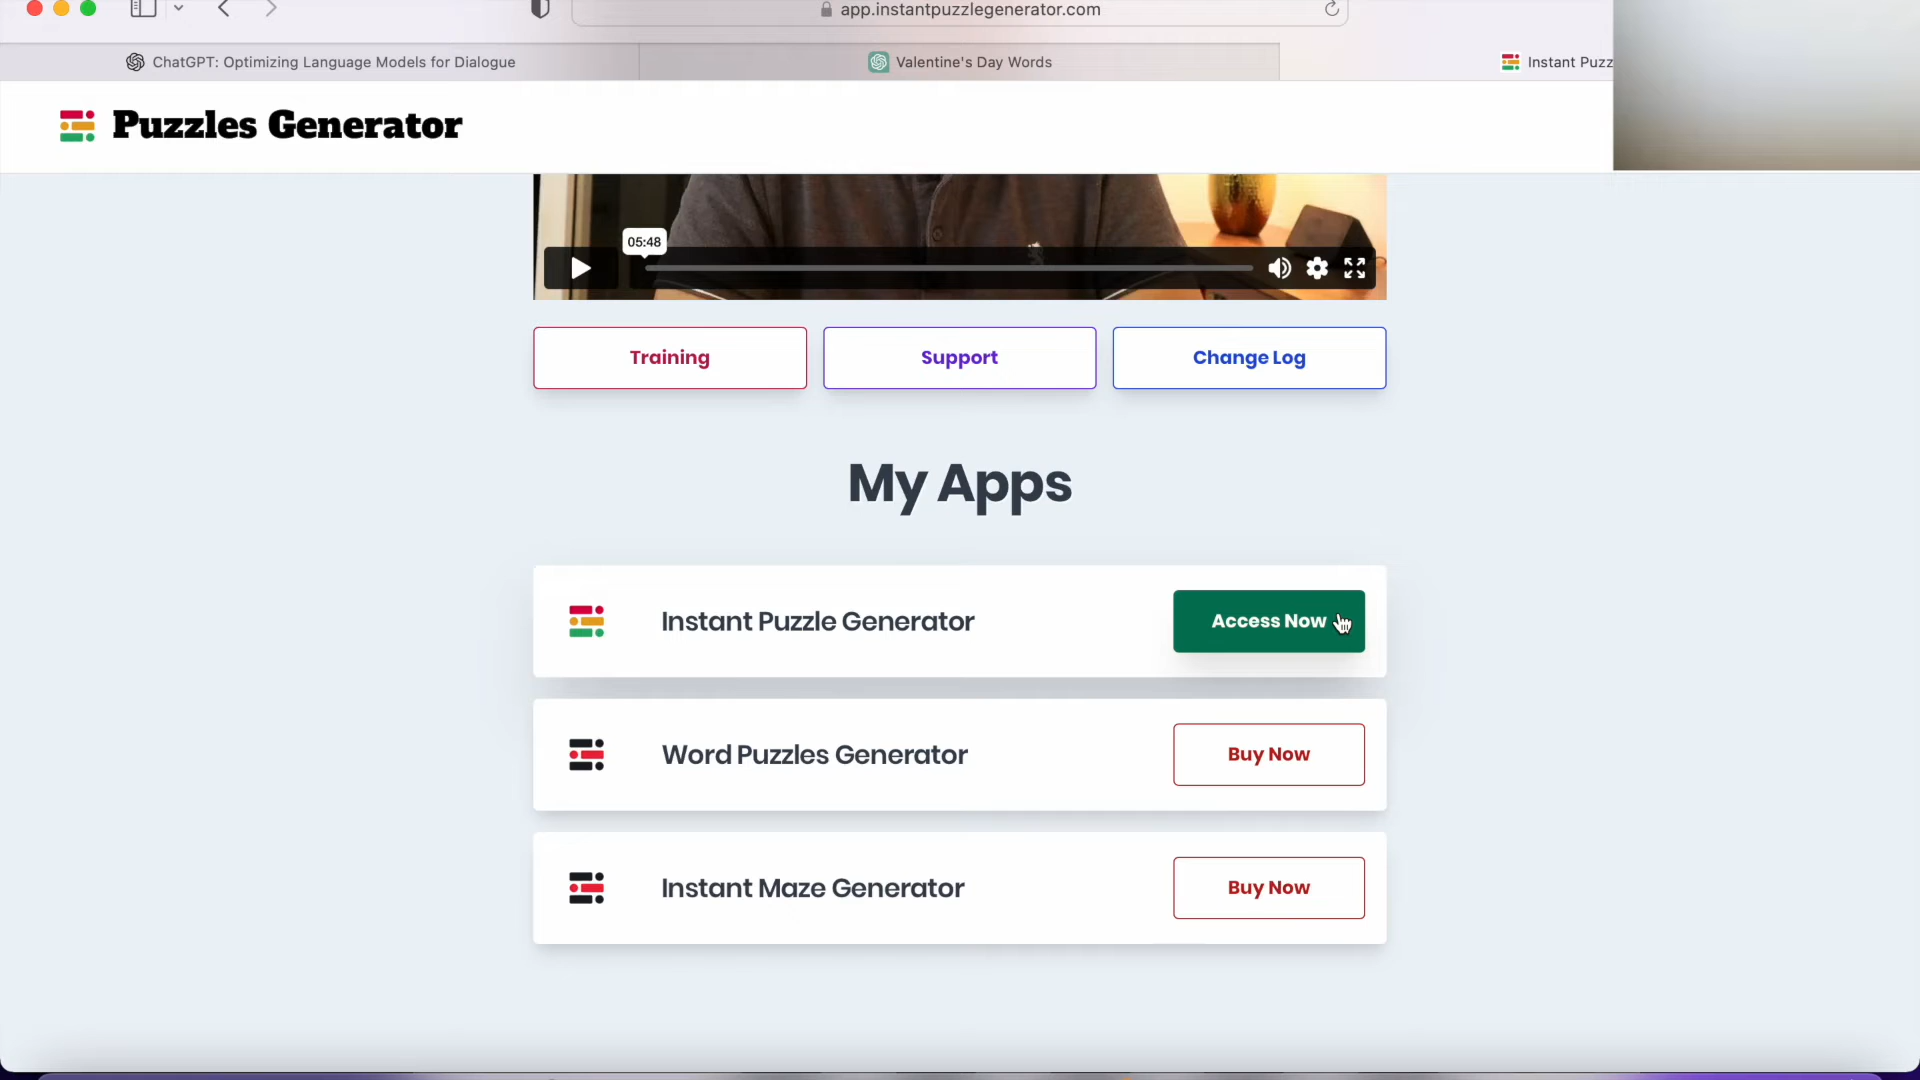 app.instantpuzzlegenerator.com
ChatGPT: Optimizing Language Models for Dialogue
Valentine's Day Words
Instant Puzz
Puzzles Generator
05:48
Training
Support
Change Log
My Apps
Instant Puzzle Generator
Access Now
Word Puzzles Generator
Buy Now
Instant Maze Generator
Buy Now